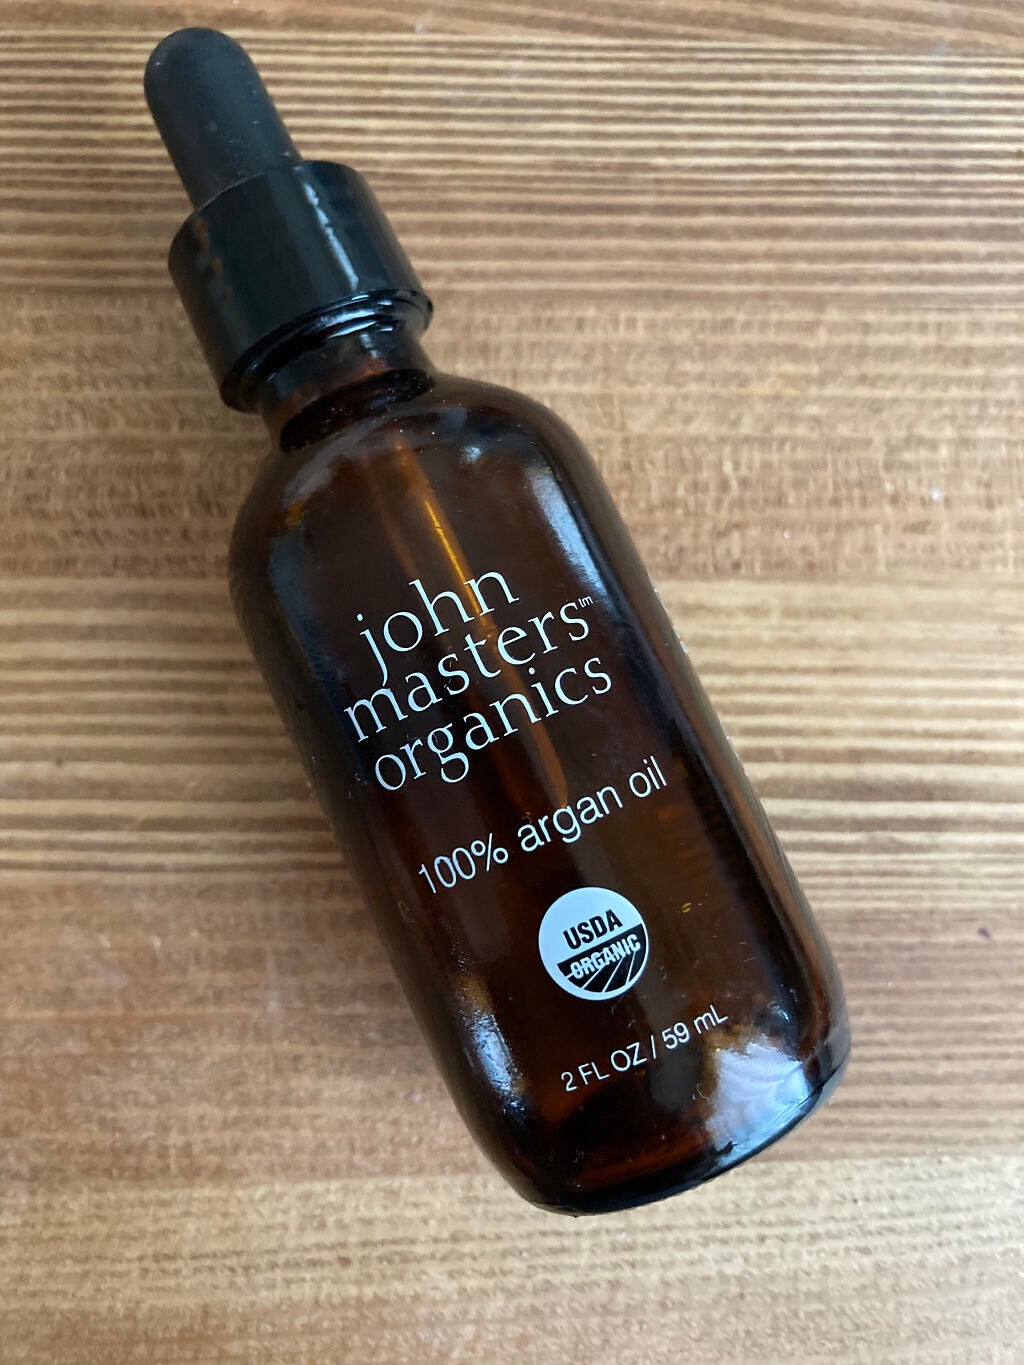 john
masters™
organics
100% argan oil
USDA
ORGANIC
2 FL OZ / 59 mL